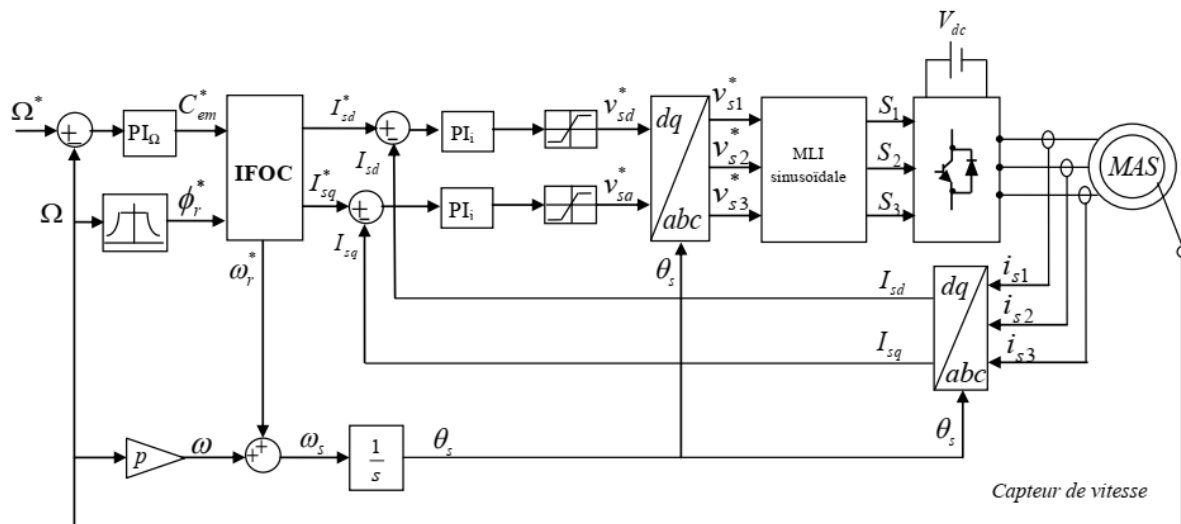 V_dc
Ω*
PI_Ω
C*_em
IFOC
I*_sd
I_sd
PI_i
v*_sd
dq
abc
v*_s1
v*_s2
v*_s3
MLI
sinusoïdale
S_1
S_2
S_3
MAS
Ω
ϕ*_r
I*_sq
I_sq
PI_i
v*_sa
ω*_r
θ_s
I_sd
I_sq
dq
abc
i_s1
i_s2
i_s3
p
ω
+
+
ω_s
1
s
θ_s
θ_s
Capteur de vitesse